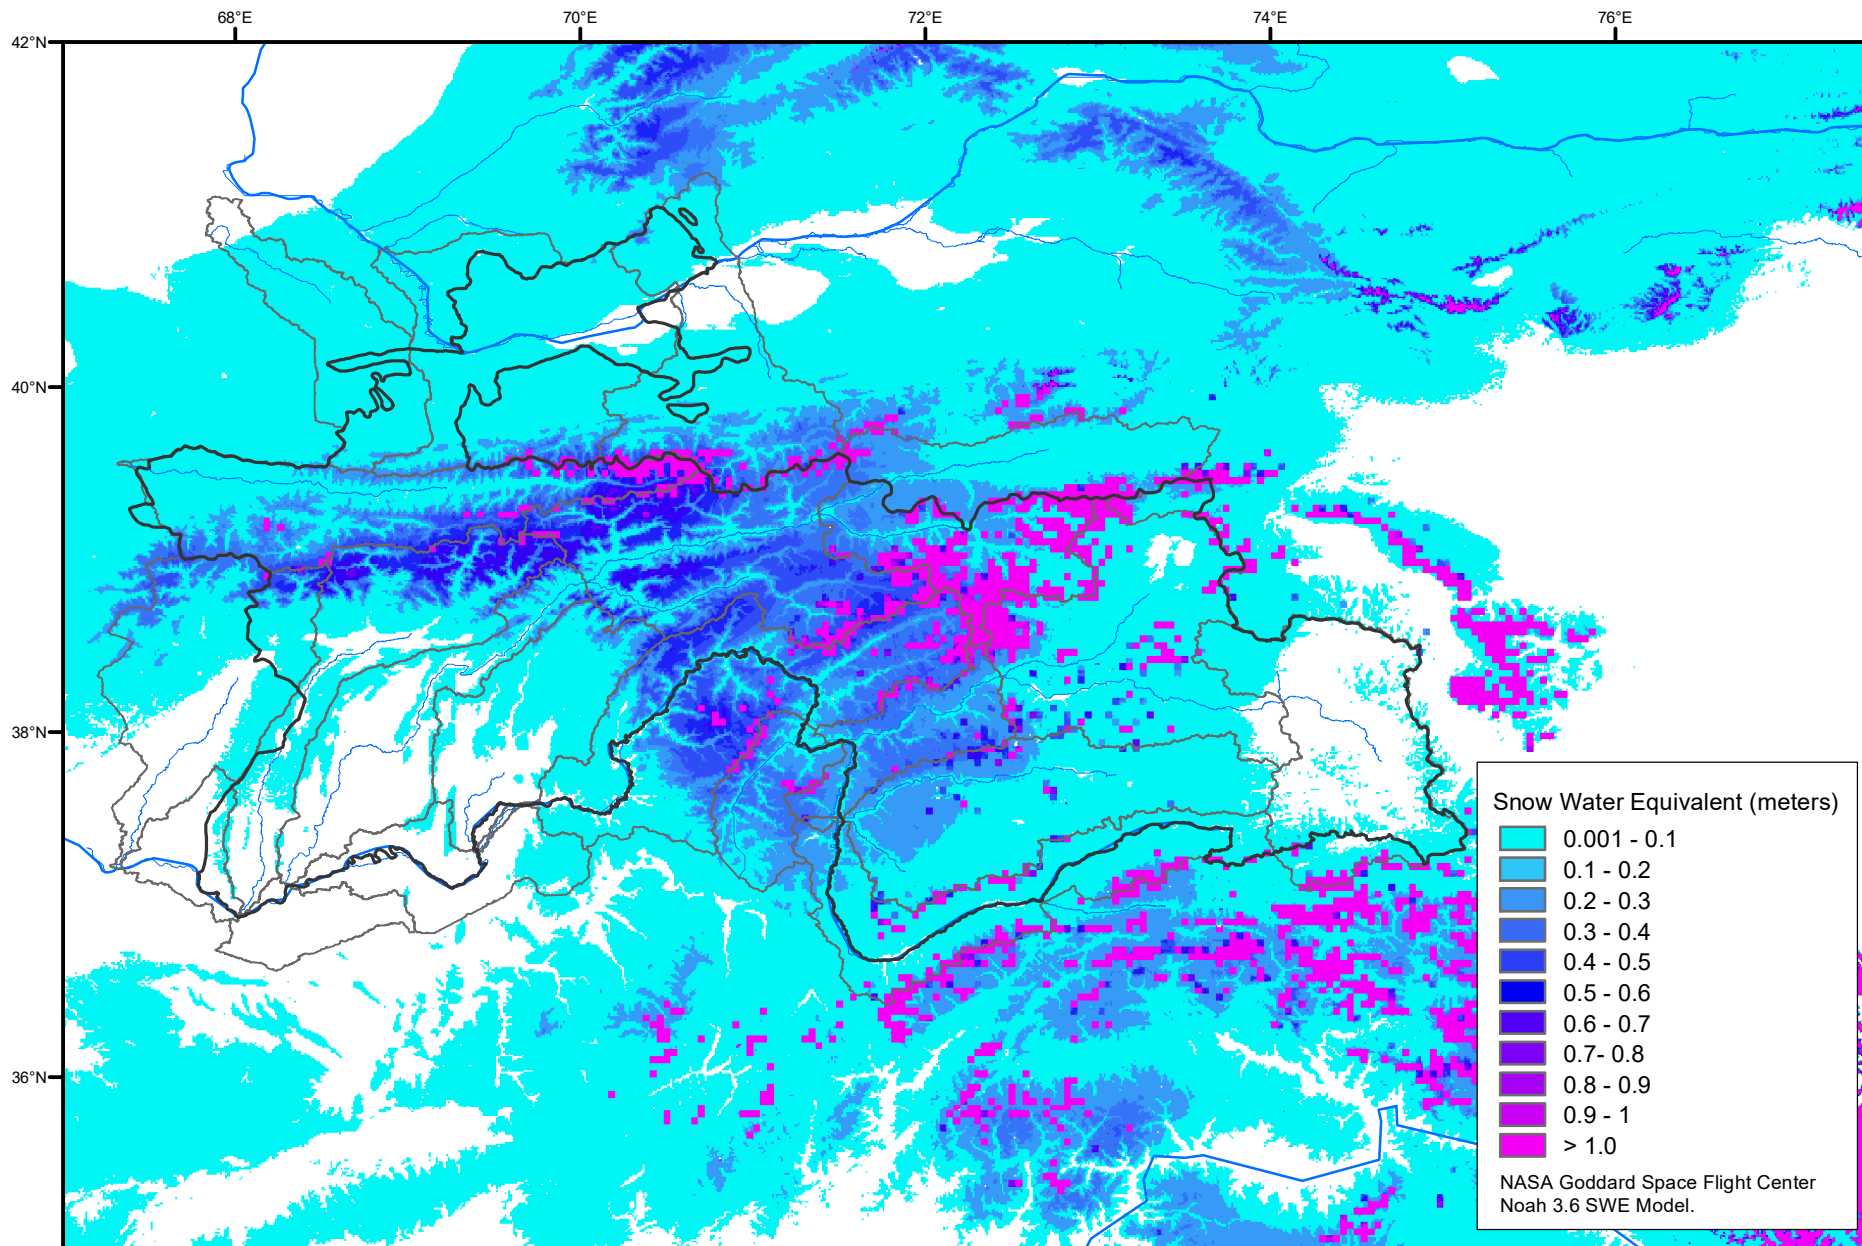 68°E 70°E 72°E 74°E 76°E
42°N
40°N
38°N
36°N
Snow Water Equivalent (meters)
0.001 - 0.1
0.1 - 0.2
0.2 - 0.3
0.3 - 0.4
0.4 - 0.5
0.5 - 0.6
0.6 - 0.7
0.7- 0.8
0.8 - 0.9
0.9 - 1
> 1.0
NASA Goddard Space Flight Center
Noah 3.6 SWE Model.